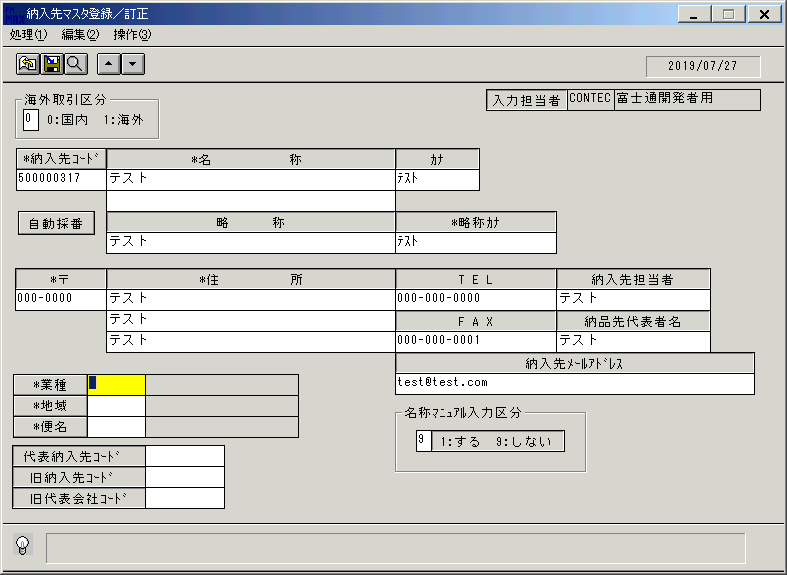 納入先マスタ登録／訂正
処理(1) 編集(2) 操作(3)
2019/07/27
海外取引区分
0 0:国内 1:海外
入力担当者 CONTEC 富士通開発者用
*納入先ｺｰﾄﾞ *名 称 ｶﾅ
500000317 テスト ﾃｽﾄ
自動採番 略 称 *略称ｶﾅ
テスト ﾃｽﾄ
*〒 *住 所 ＴＥＬ 納入先担当者
000-0000 テスト 000-000-0000 テスト
テスト ＦＡＸ 納品先代表者名
テスト 000-000-0001 テスト
納入先ﾒｰﾙｱﾄﾞﾚｽ
test@test.com
*業種
*地域
*便名
名称ﾏﾆｭｱﾙ入力区分
9 1:する 9:しない
代表納入先ｺｰﾄﾞ
旧納入先ｺｰﾄﾞ
旧代表会社ｺｰﾄﾞ